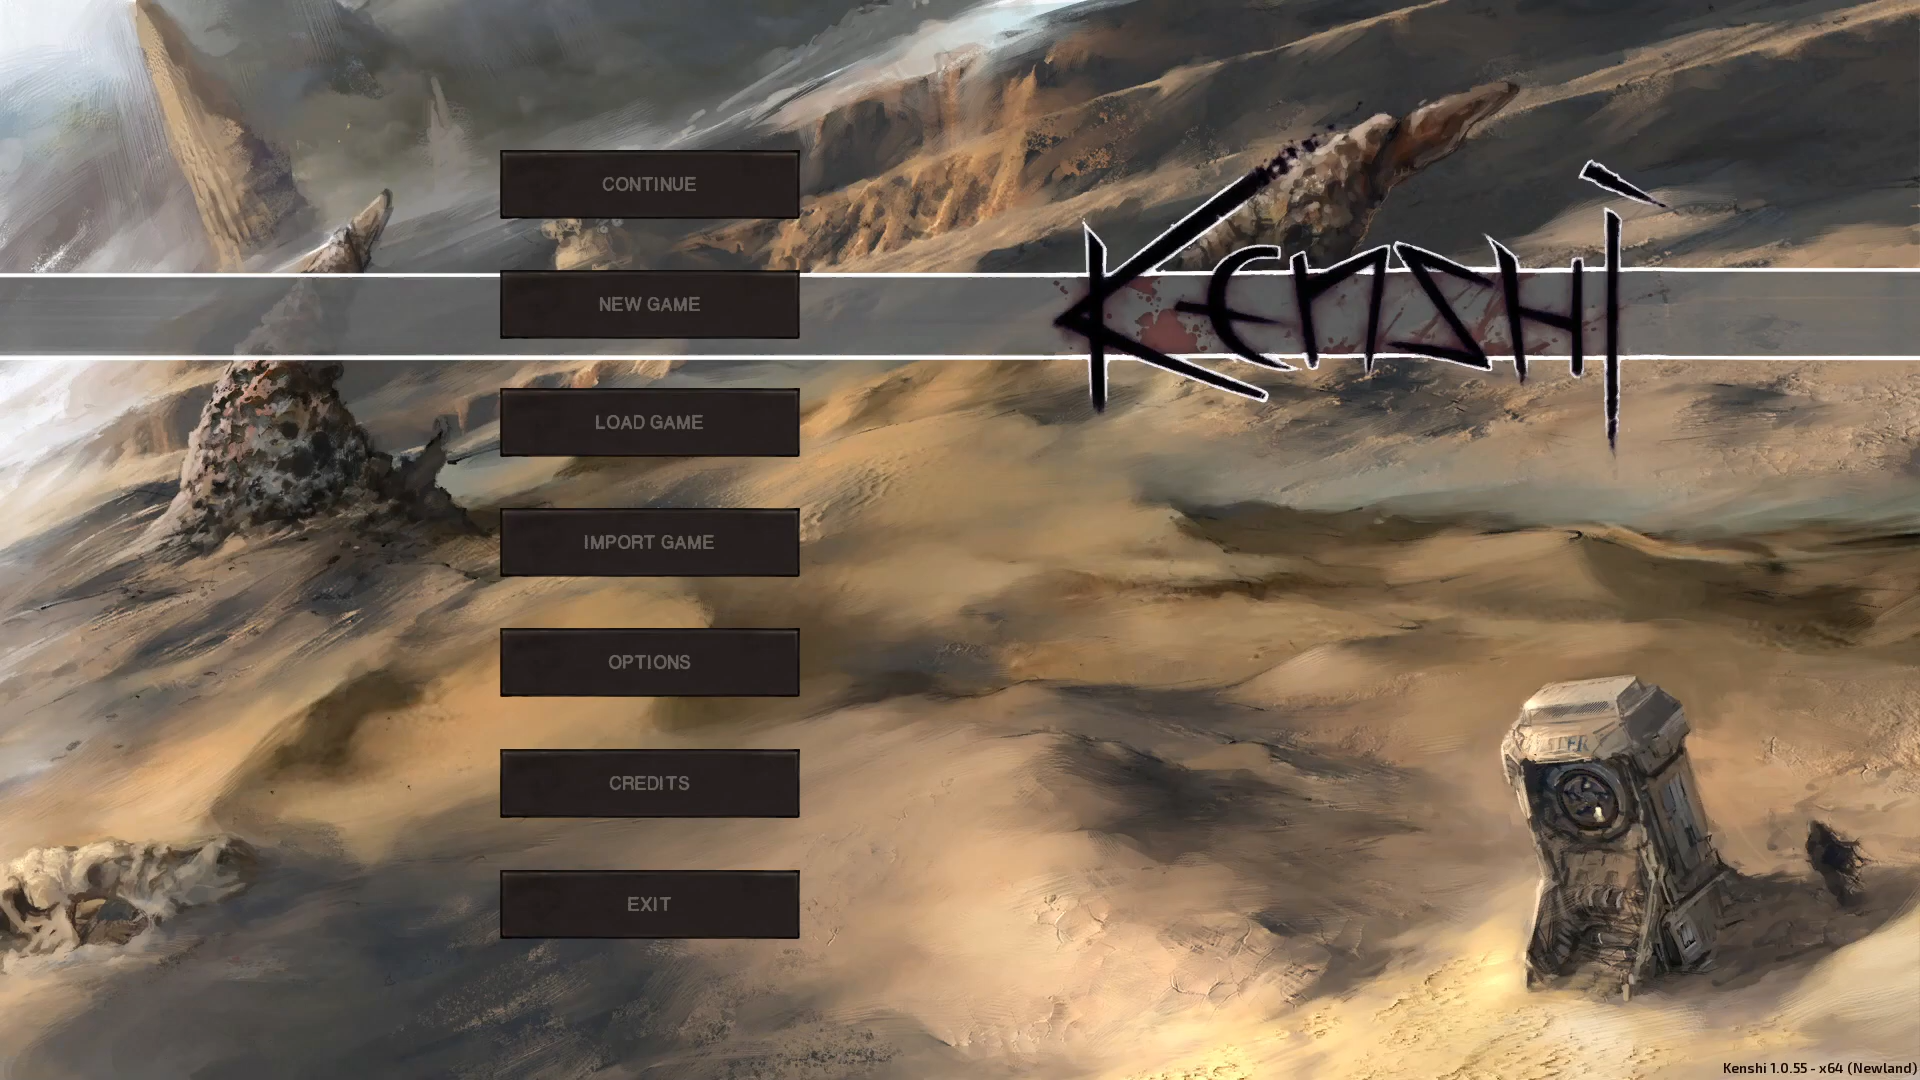 CONTINUE
NEW GAME
LOAD GAME
IMPORT GAME
OPTIONS
CREDITS
EXIT
KENSHI
Kenshi 1.0.55 - x64 (Newland)